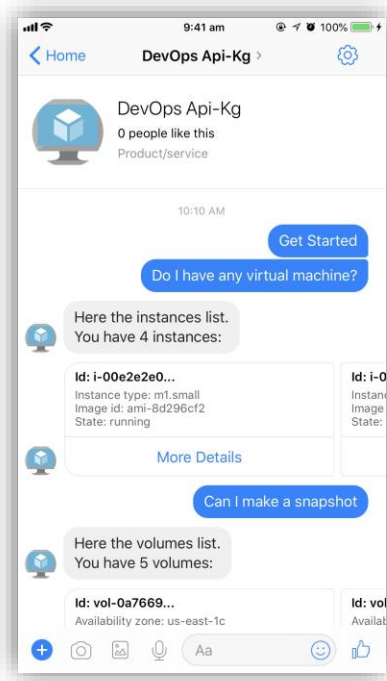 9:41 am
100%
Home
DevOps Api-Kg
DevOps Api-Kg
0 people like this
Product/service
10:10 AM
Get Started
Do I have any virtual machine?
Here the instances list.
You have 4 instances:
Id: i-00e2e2e0...
Instance type: m1.small
Image id: ami-8d296cf2
State: running
More Details
Id: i-0
Instan
Image
State:
Can I make a snapshot
Here the volumes list.
You have 5 volumes:
Id: vol-0a7669...
Availability zone: us-east-1c
Id: vol
Availab
Aa